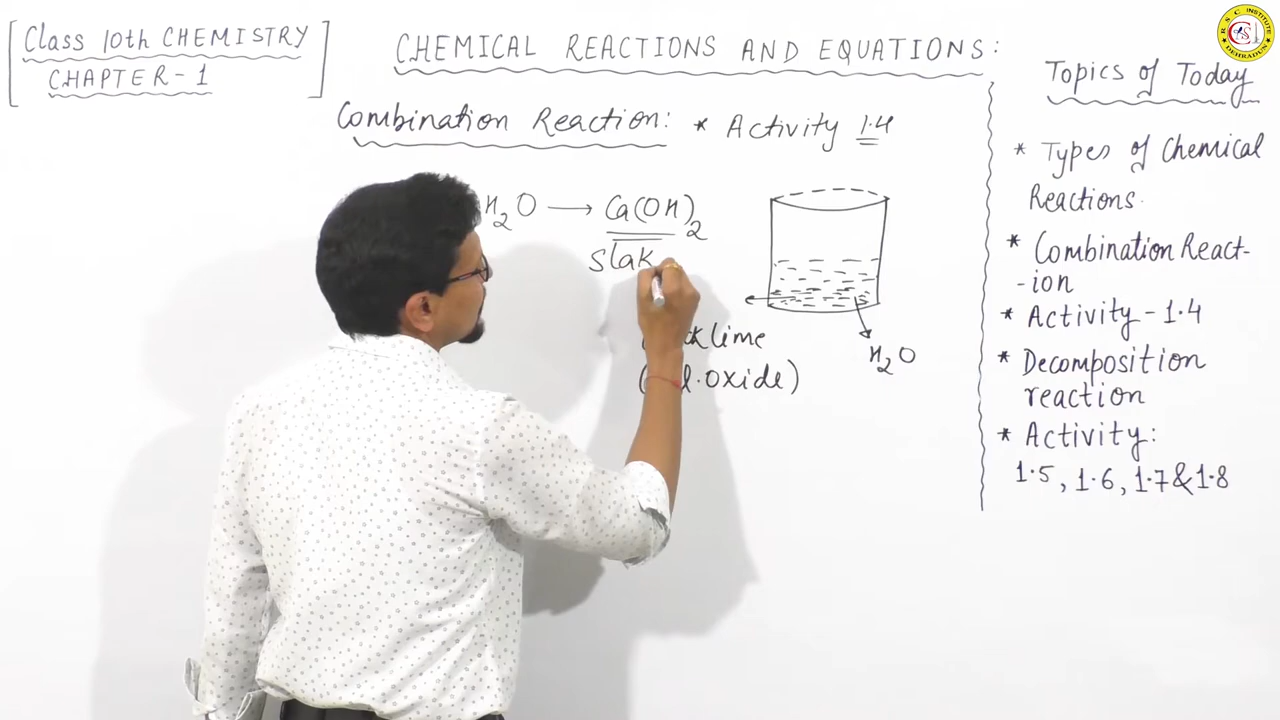 Class 10th CHEMISTRY
CHAPTER-1
CHEMICAL REACTIONS AND EQUATIONS:
Combination Reaction: * Activity 1.4
H₂O → Ca(OH)₂
slak
lime
oxide)
H₂O
Topics of Today
* Types of Chemical
Reactions.
* Combination React-
-ion
* Activity - 1.4
* Decomposition
reaction
* Activity:
1.5, 1.6, 1.7 & 1.8
R S C INSTITUTE
DEHRADUN